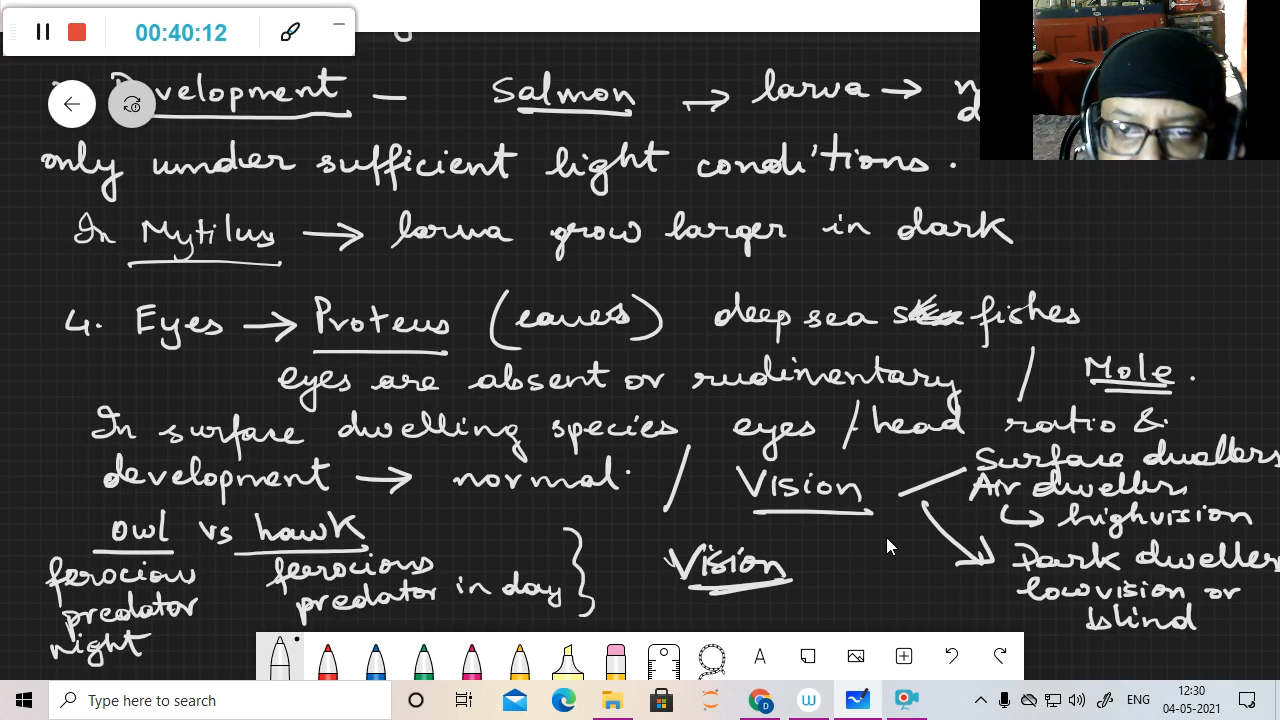 00:40:12
Development – Salmon → larva →
only under sufficient light conditions.
In Mytilus → larva grow larger in dark
4. Eyes → Proteus (caves) deep sea fishes
eyes are absent or rudimentary / Mole.
In surface dwelling species eyes / head ratio &
development → normal. / Vision
Surface dwellers
Air dwellers
↳ highvision
Dark dwellers
low vision or
blind
owl vs hawk
ferocious
predator
night
ferocious
predator in day
Vision
A
Type here to search
ENG
12:30
04-05-2021